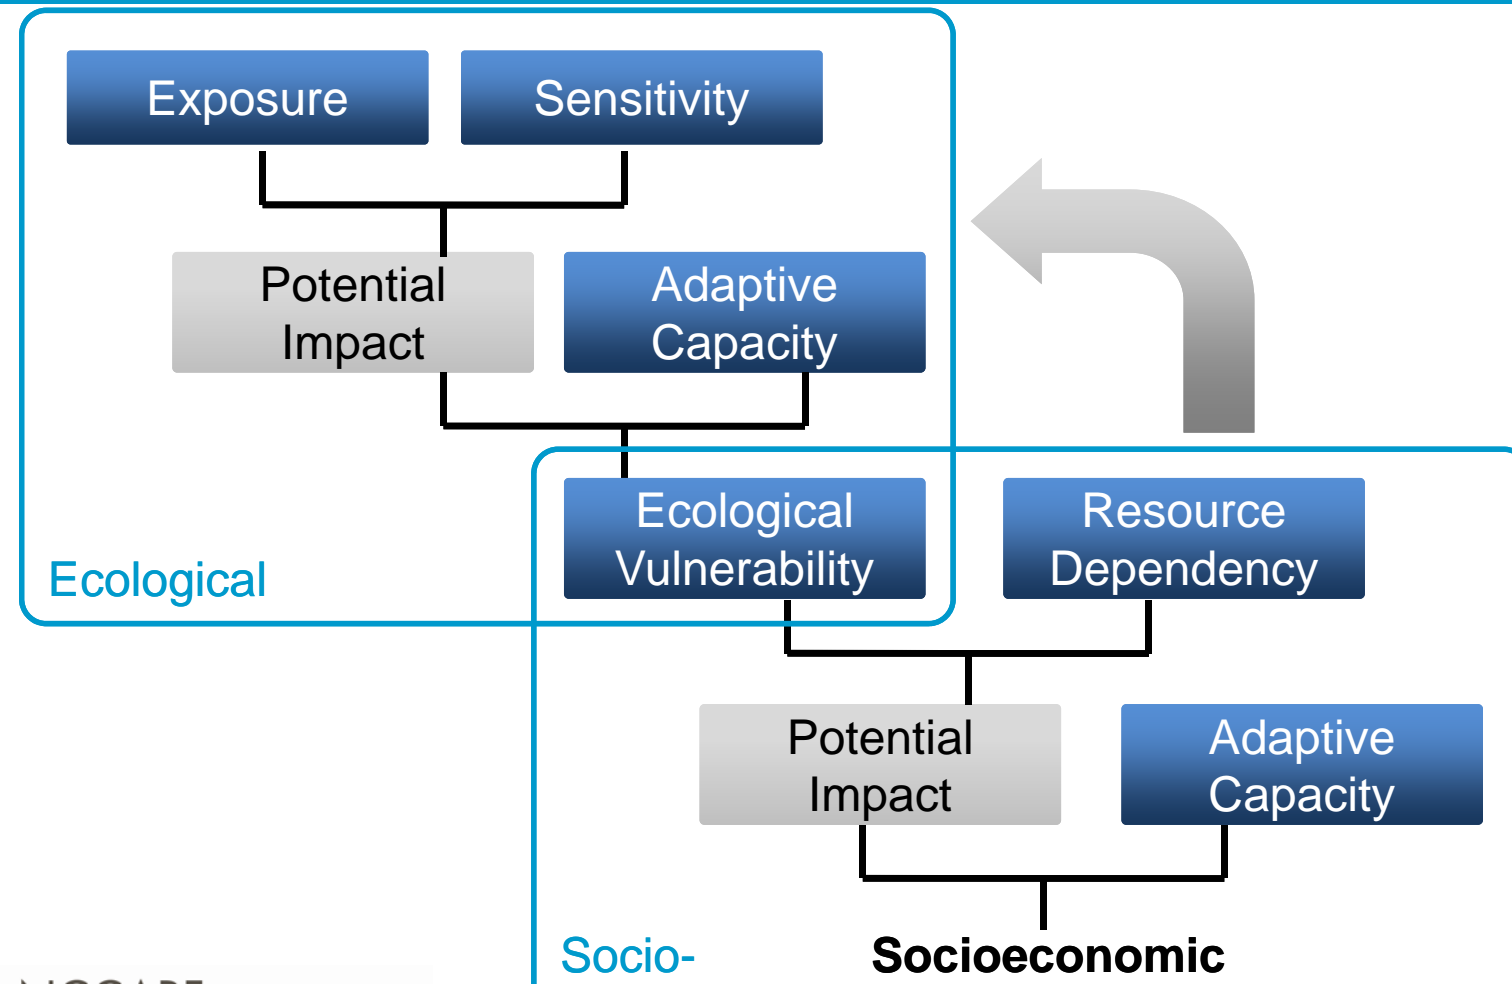 Exposure
Sensitivity
Potential
Impact
Adaptive
Capacity
Ecological
Vulnerability
Resource
Dependency
Ecological
Potential
Impact
Adaptive
Capacity
Socio-
Socioeconomic